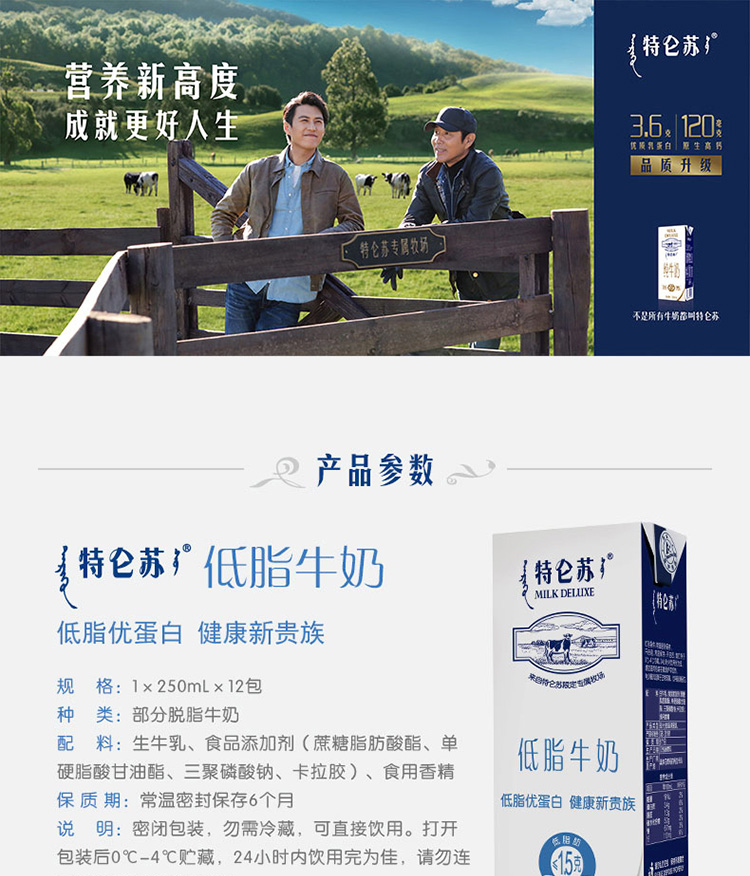 营养新高度
成就更好人生
特仑苏®
3.6克 120毫克
优质乳蛋白 原生高钙
品质升级
特仑苏专属牧场
纯牛奶
不是所有牛奶都叫特仑苏
产品参数
特仑苏® 低脂牛奶
低脂优蛋白 健康新贵族
规 格：1×250mL×12包
种 类：部分脱脂牛奶
配 料：生牛乳、食品添加剂（蔗糖脂肪酸酯、单
硬脂酸甘油酯、三聚磷酸钠、卡拉胶）、食用香精
保 质 期：常温密封保存6个月
说 明：密闭包装，勿需冷藏，可直接饮用。打开
包装后0℃-4℃贮藏，24小时内饮用完为佳，请勿连
特仑苏®
MILK DELUXE
来自特仑苏限定专属牧场
低脂牛奶
低脂优蛋白 健康新贵族
低脂肪
≤1.5克
特仑苏